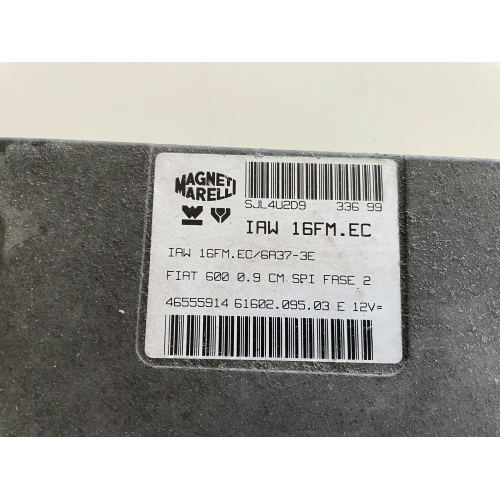 MAGNETI
MARELLI
SJL4U2D9 336 99
IAW 16FM.EC
IAW 16FM.EC/6A37-3E
FIAT 600 0.9 CM SPI FASE 2
46555914 61602.095.03 E 12V=